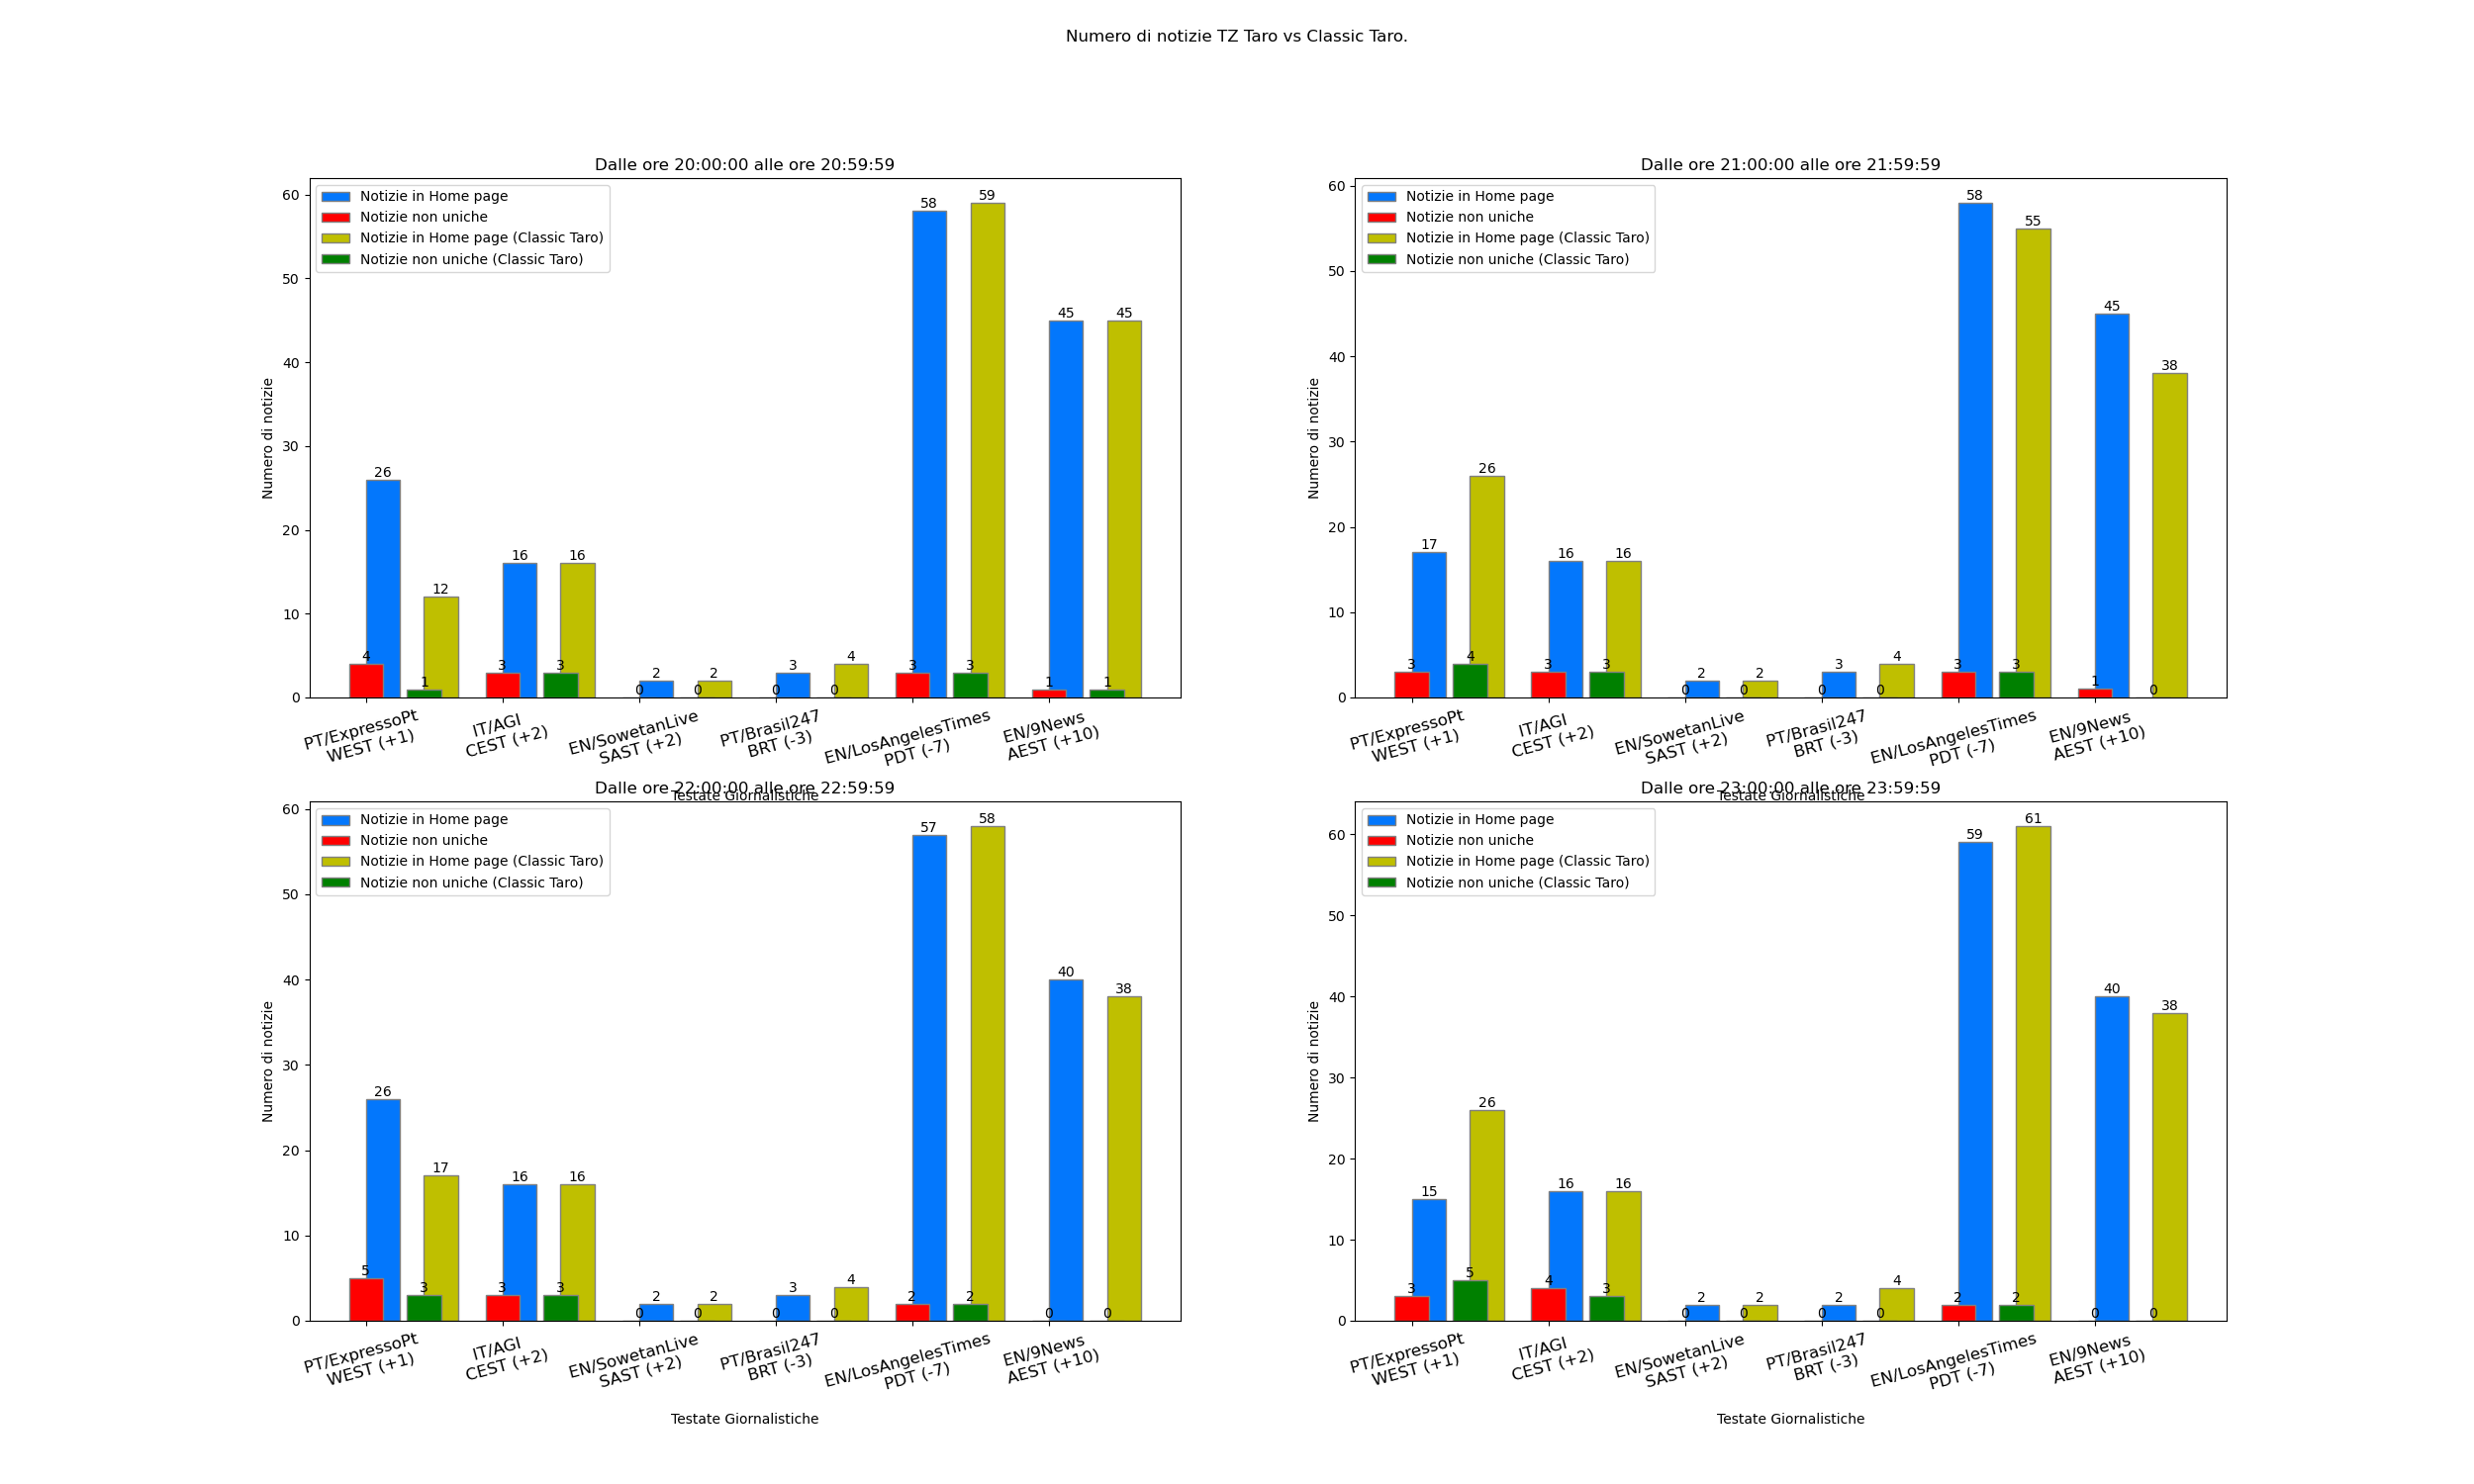 Numero di notizie TZ Taro vs Classic Taro.
Dalle ore 20:00:00 alle ore 20:59:59
Notizie in Home page
Notizie non uniche
Notizie in Home page (Classic Taro)
Notizie non uniche (Classic Taro)
Numero di notizie
60
50
40
30
20
10
0
4
26
1
12
3
16
3
16
0
2
0
2
0
3
0
4
3
58
3
59
1
45
1
45
PT/ExpressoPt
WEST (+1)
IT/AGI
CEST (+2)
EN/SowetanLive
SAST (+2)
PT/Brasil247
BRT (-3)
EN/LosAngelesTimes
PDT (-7)
EN/9News
AEST (+10)
Testate Giornalistiche
Dalle ore 21:00:00 alle ore 21:59:59
Notizie in Home page
Notizie non uniche
Notizie in Home page (Classic Taro)
Notizie non uniche (Classic Taro)
Numero di notizie
60
50
40
30
20
10
0
3
17
4
26
3
16
3
16
0
2
0
2
0
3
0
4
3
58
3
55
1
45
0
38
PT/ExpressoPt
WEST (+1)
IT/AGI
CEST (+2)
EN/SowetanLive
SAST (+2)
PT/Brasil247
BRT (-3)
EN/LosAngelesTimes
PDT (-7)
EN/9News
AEST (+10)
Testate Giornalistiche
Dalle ore 22:00:00 alle ore 22:59:59
Notizie in Home page
Notizie non uniche
Notizie in Home page (Classic Taro)
Notizie non uniche (Classic Taro)
Numero di notizie
60
50
40
30
20
10
0
5
26
3
17
3
16
3
16
0
2
0
2
0
3
0
4
2
57
2
58
0
40
0
38
PT/ExpressoPt
WEST (+1)
IT/AGI
CEST (+2)
EN/SowetanLive
SAST (+2)
PT/Brasil247
BRT (-3)
EN/LosAngelesTimes
PDT (-7)
EN/9News
AEST (+10)
Testate Giornalistiche
Dalle ore 23:00:00 alle ore 23:59:59
Notizie in Home page
Notizie non uniche
Notizie in Home page (Classic Taro)
Notizie non uniche (Classic Taro)
Numero di notizie
60
50
40
30
20
10
0
3
15
5
26
4
16
3
16
0
2
0
2
0
2
0
4
2
59
2
61
0
40
0
38
PT/ExpressoPt
WEST (+1)
IT/AGI
CEST (+2)
EN/SowetanLive
SAST (+2)
PT/Brasil247
BRT (-3)
EN/LosAngelesTimes
PDT (-7)
EN/9News
AEST (+10)
Testate Giornalistiche